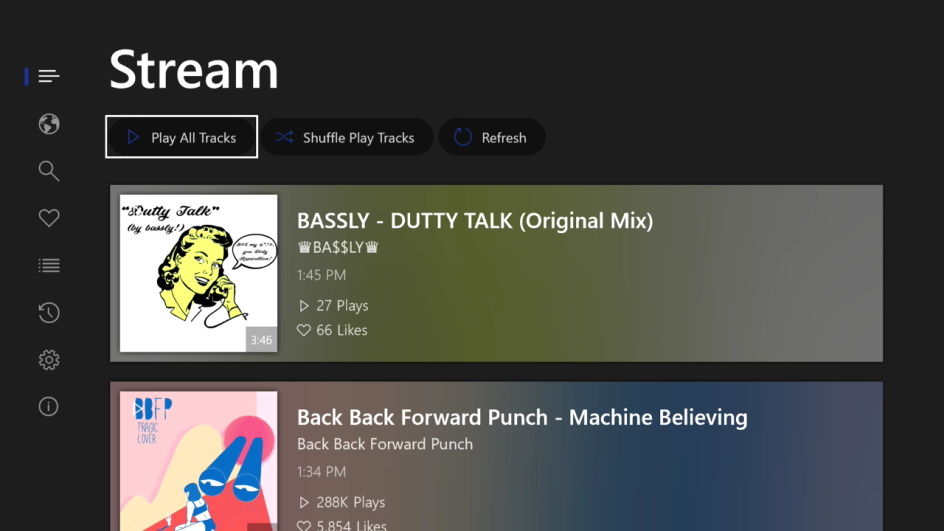 Stream
Play All Tracks
Shuffle Play Tracks
Refresh
“Dutty Talk”
(by bassly!)
3:46
BASSLY - DUTTY TALK (Original Mix)
♛BA$$LY♛
1:45 PM
27 Plays
66 Likes
BBFP
TRAGIC
LOVER
Back Back Forward Punch - Machine Believing
Back Back Forward Punch
1:34 PM
288K Plays
5,854 Likes